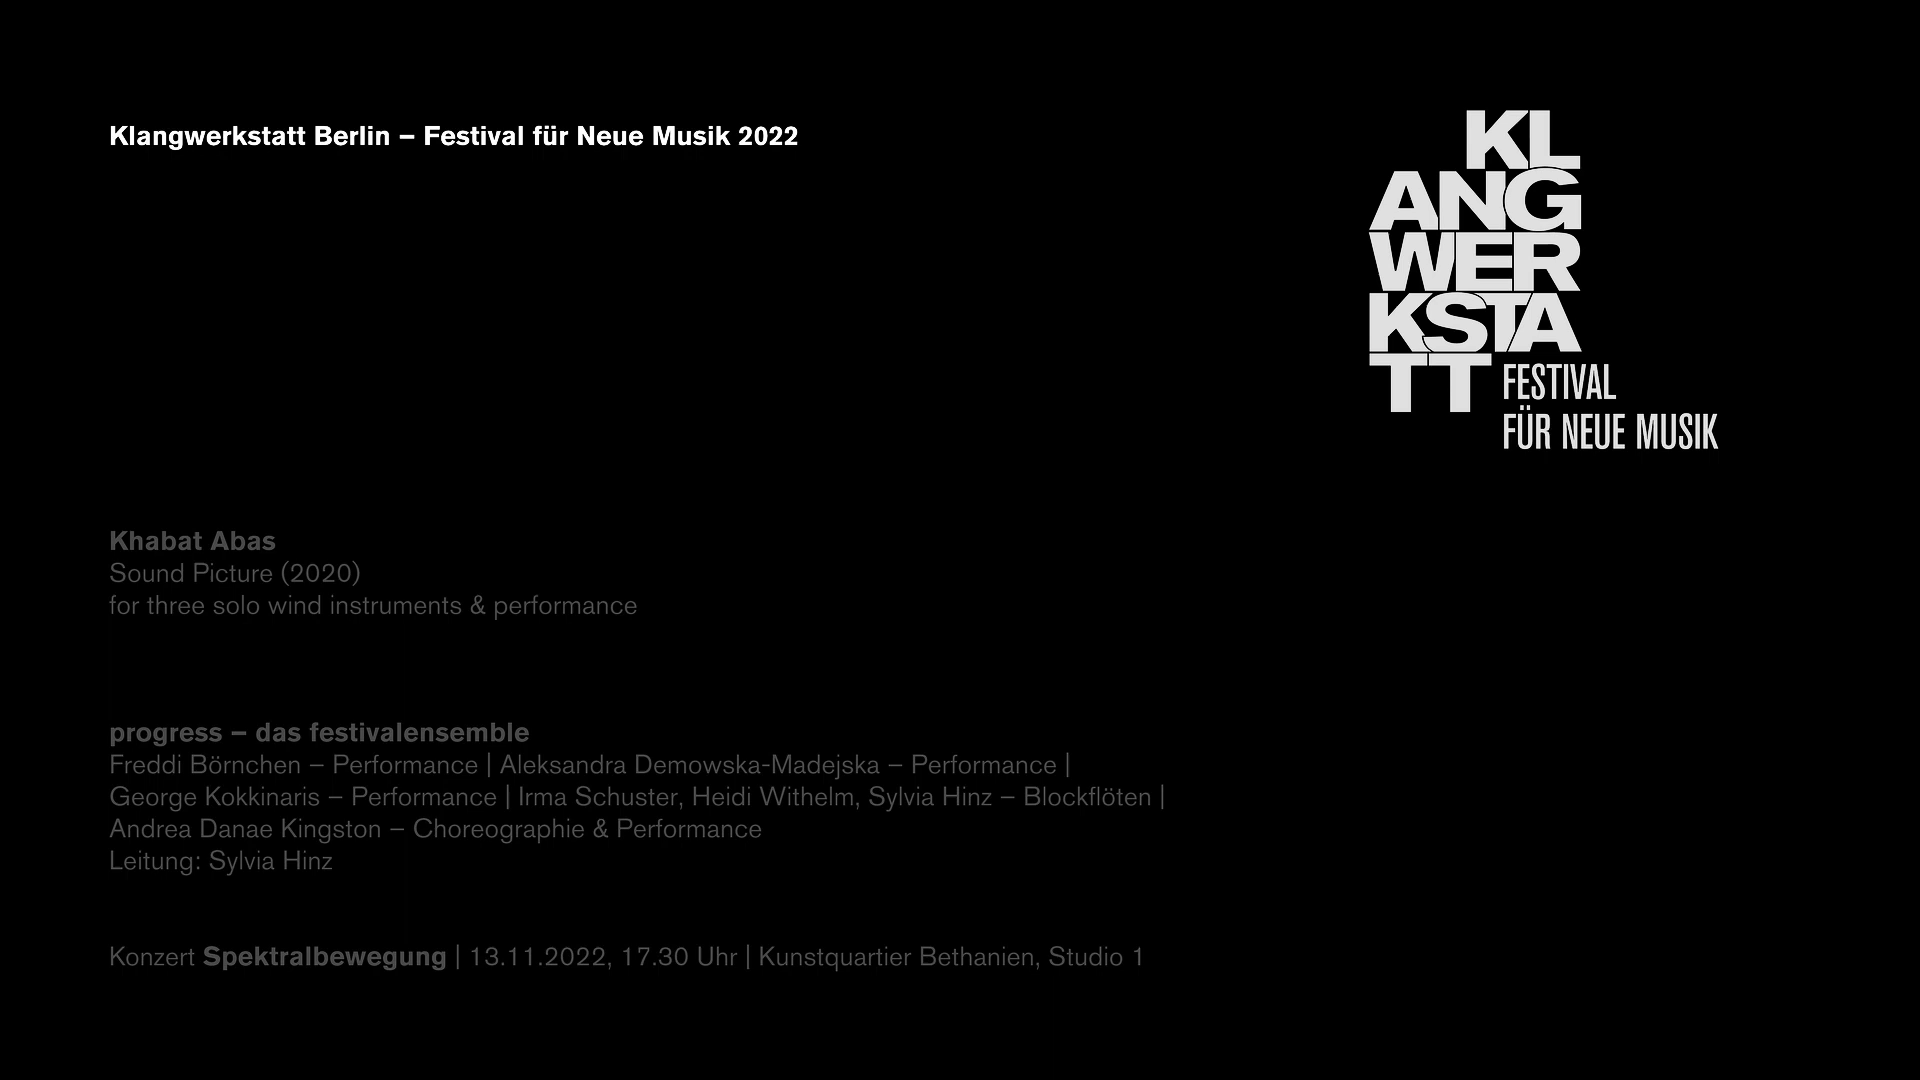 Klangwerkstatt Berlin – Festival für Neue Musik 2022
KL
ANG
WER
KSTA
TT
FESTIVAL
FÜR NEUE MUSIK
Khabat Abas
Sound Picture (2020)
for three solo wind instruments & performance
progress – das festivalensemble
Freddi Börnchen – Performance | Aleksandra Demowska-Madejska – Performance |
George Kokkinaris – Performance | Irma Schuster, Heidi Withelm, Sylvia Hinz – Blockflöten |
Andrea Danae Kingston – Choreographie & Performance
Leitung: Sylvia Hinz
Konzert Spektralbewegung | 13.11.2022, 17.30 Uhr | Kunstquartier Bethanien, Studio 1